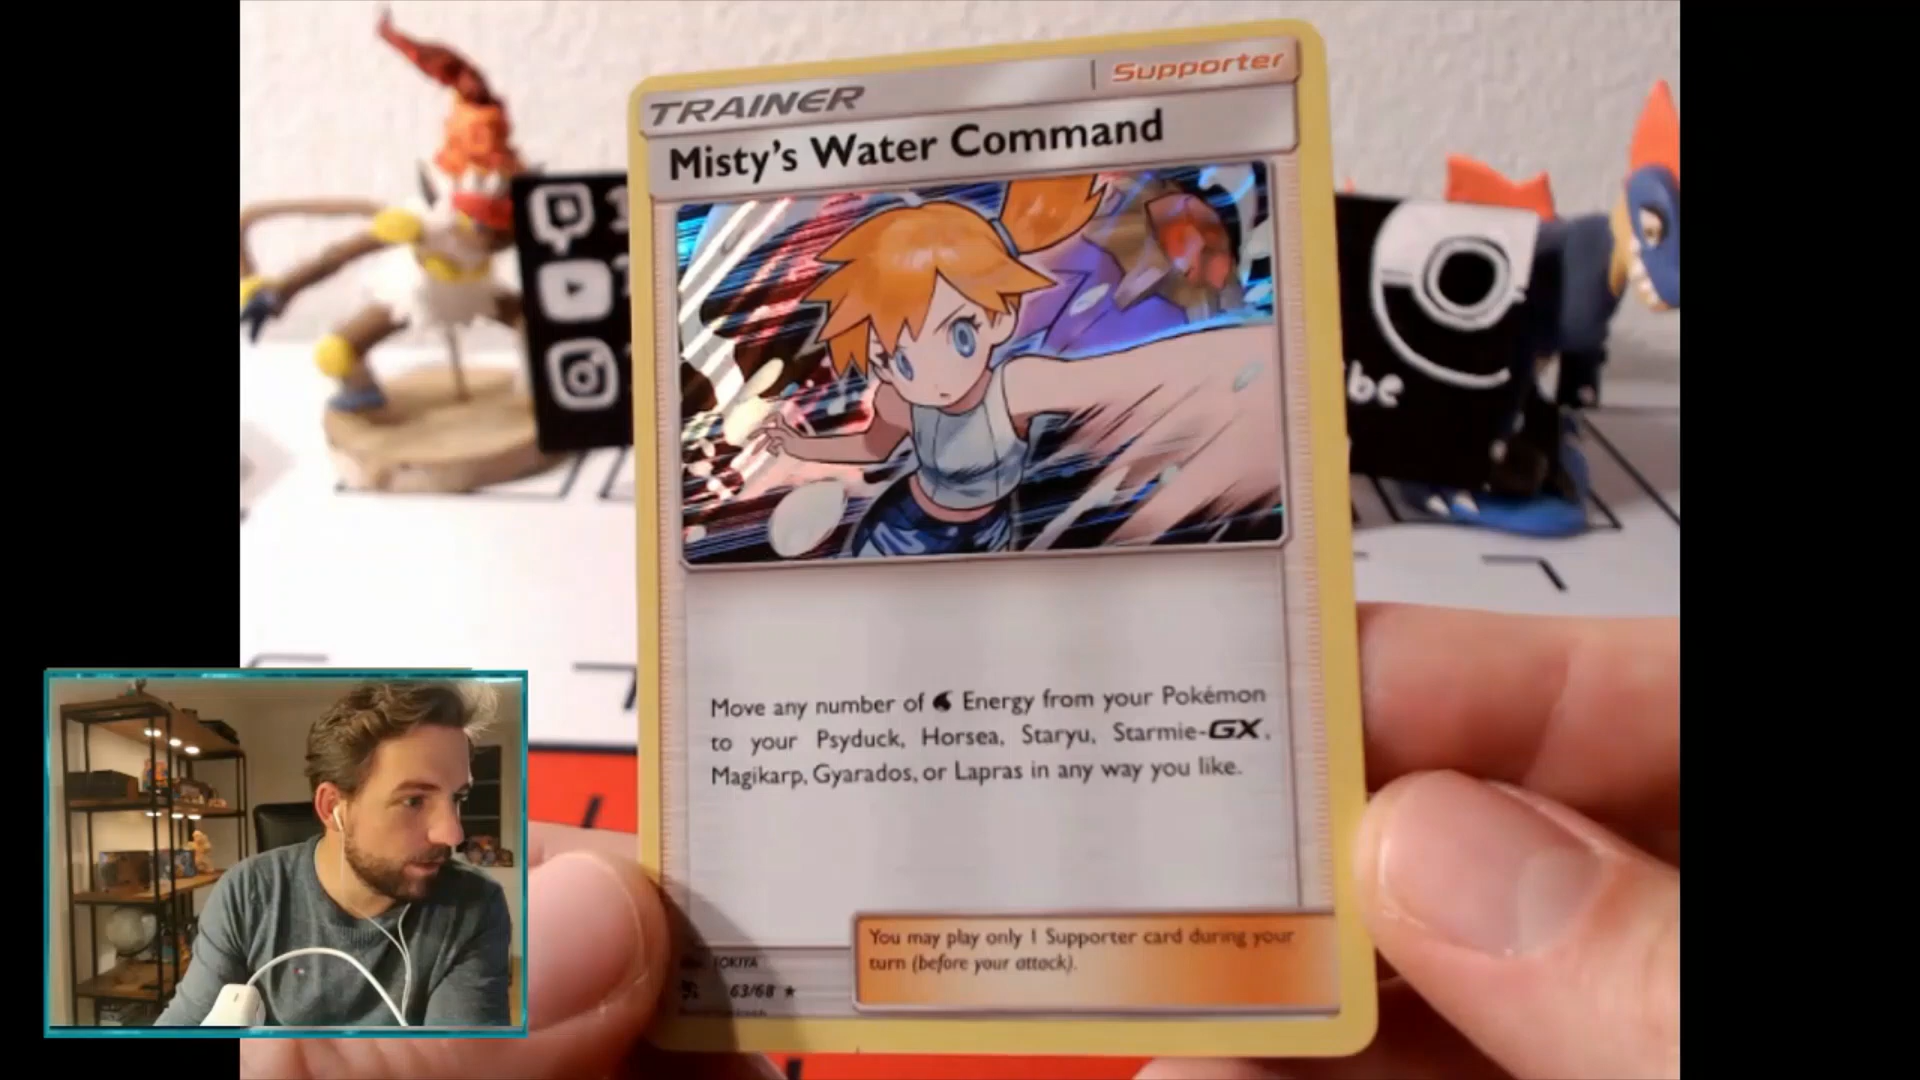 TRAINER
Supporter
Misty's Water Command
be
Move any number of Energy from your Pokémon
to your Psyduck, Horsea, Staryu, Starmie-GX,
Magikarp, Gyarados, or Lapras in any way you like.
You may play only 1 Supporter card during your
turn (before your attack).
TOKIYA
63/68